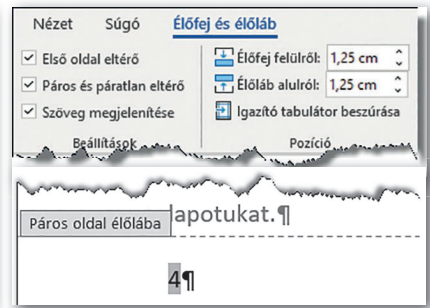 Nézet Súgó Élőfej és élőláb
Első oldal eltérő
Páros és páratlan eltérő
Szöveg megjelenítése
Beállítások
Élőfej felülről: 1,25 cm
Élőláb alulról: 1,25 cm
Igazító tabulátor beszúrása
Pozíció
lapotukat.¶
Páros oldal élőlába
4¶